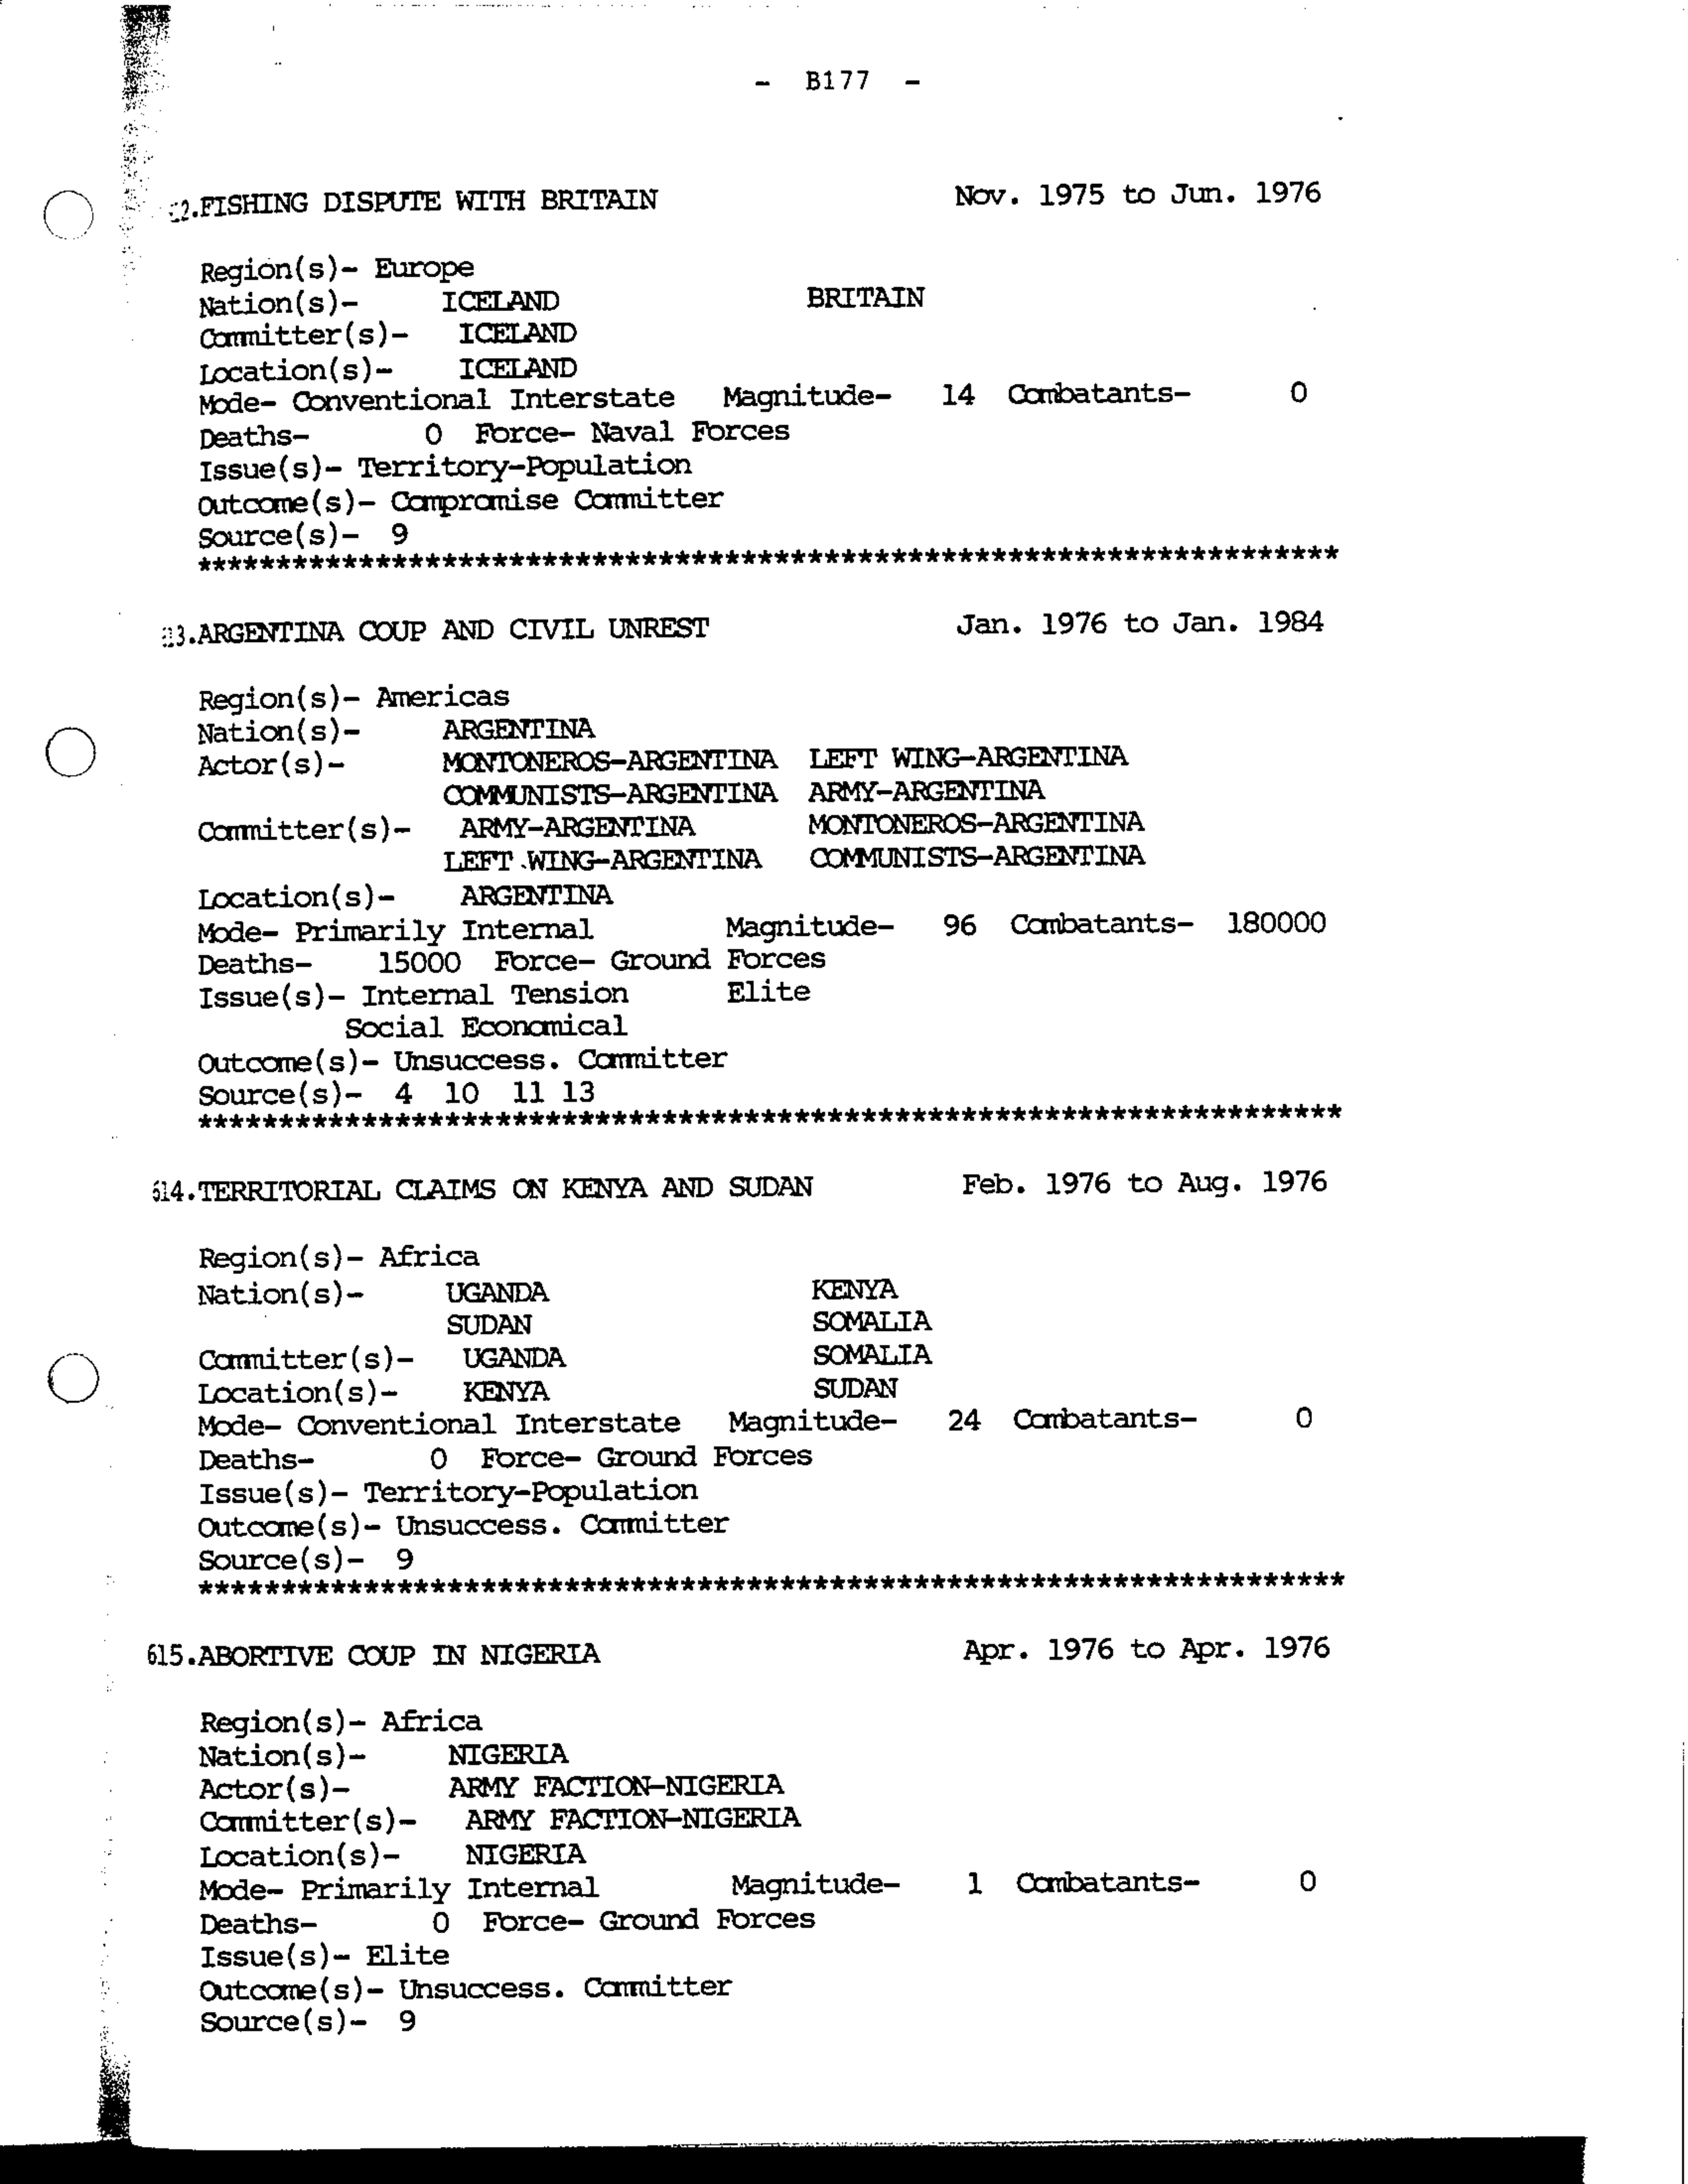 - B177 -
2.FISHING DISPUTE WITH BRITAIN Nov. 1975 to Jun. 1976
Region(s)- Europe
Nation(s)- ICELAND BRITAIN
Committer(s)- ICELAND
Location(s)- ICELAND
Mode- Conventional Interstate Magnitude- 14 Combatants- 0
Deaths- 0 Force- Naval Forces
Issue(s)- Territory-Population
Outcome(s)- Compromise Committer
Source(s)- 9
*********************************************************************
13.ARGENTINA COUP AND CIVIL UNREST Jan. 1976 to Jan. 1984
Region(s)- Americas
Nation(s)- ARGENTINA
Actor(s)- MONTONEROS-ARGENTINA LEFT WING-ARGENTINA
COMMUNISTS-ARGENTINA ARMY-ARGENTINA
Committer(s)- ARMY-ARGENTINA MONTONEROS-ARGENTINA
LEFT WING-ARGENTINA COMMUNISTS-ARGENTINA
Location(s)- ARGENTINA
Mode- Primarily Internal Magnitude- 96 Combatants- 180000
Deaths- 15000 Force- Ground Forces
Issue(s)- Internal Tension Elite
Social Economical
Outcome(s)- Unsuccess. Committer
Source(s)- 4 10 11 13
*********************************************************************
614.TERRITORIAL CLAIMS ON KENYA AND SUDAN Feb. 1976 to Aug. 1976
Region(s)- Africa
Nation(s)- UGANDA KENYA
SUDAN SOMALIA
Committer(s)- UGANDA SOMALIA
Location(s)- KENYA SUDAN
Mode- Conventional Interstate Magnitude- 24 Combatants- 0
Deaths- 0 Force- Ground Forces
Issue(s)- Territory-Population
Outcome(s)- Unsuccess. Committer
Source(s)- 9
*********************************************************************
615.ABORTIVE COUP IN NIGERIA Apr. 1976 to Apr. 1976
Region(s)- Africa
Nation(s)- NIGERIA
Actor(s)- ARMY FACTION-NIGERIA
Committer(s)- ARMY FACTION-NIGERIA
Location(s)- NIGERIA
Mode- Primarily Internal Magnitude- 1 Combatants- 0
Deaths- 0 Force- Ground Forces
Issue(s)- Elite
Outcome(s)- Unsuccess. Committer
Source(s)- 9